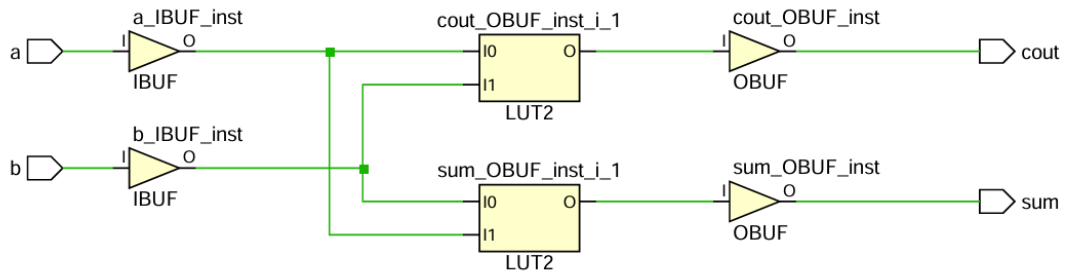 a_IBUF_inst
cout_OBUF_inst_i_1
cout_OBUF_inst
a
I
O
I0
O
I
O
cout
IBUF
I1
OBUF
LUT2
b_IBUF_inst
b
I
O
sum_OBUF_inst_i_1
sum_OBUF_inst
IBUF
I0
O
I
O
sum
I1
OBUF
LUT2